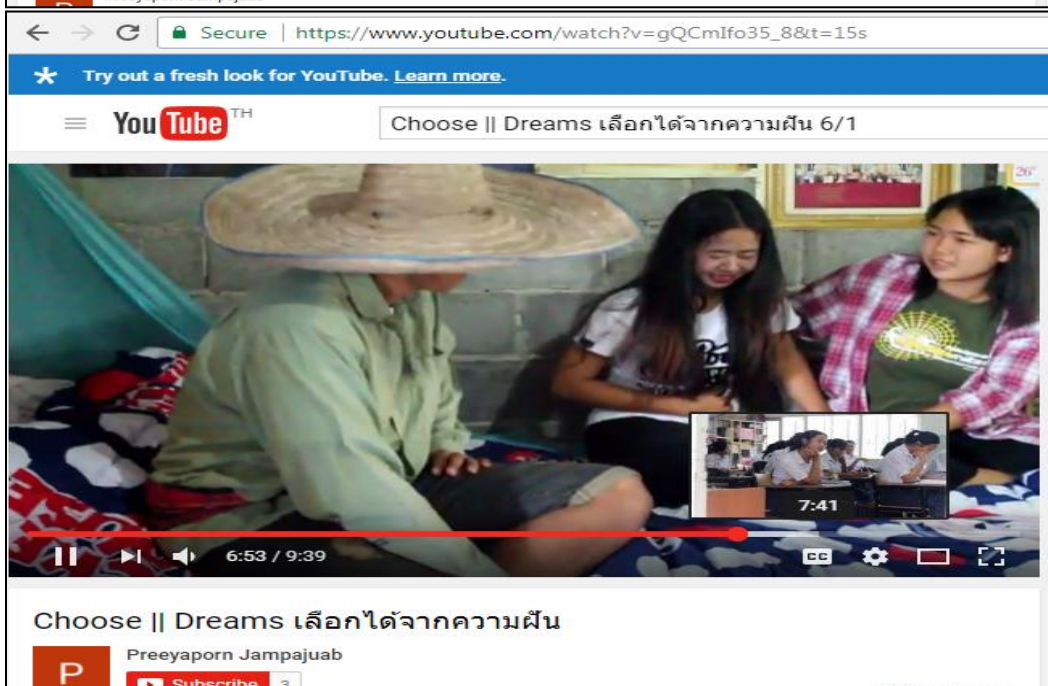 Secure | https://www.youtube.com/watch?v=gQCmIfo35_8&t=15s
Try out a fresh look for YouTube. Learn more.
YouTube TH
Choose || Dreams เลือกได้จากความฝัน 6/1
26
7:41
6:53 / 9:39
CC
Choose || Dreams เลือกได้จากความฝัน
P
Preeyaporn Jampajuab
Subscribe 3